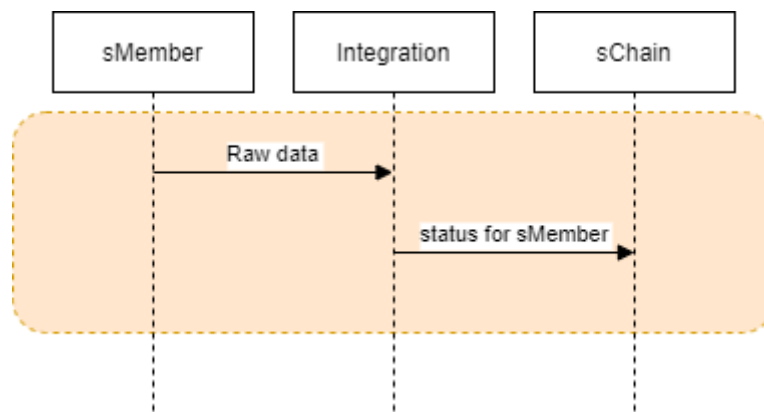 sMember
Integration
sChain
Raw data
status for sMember